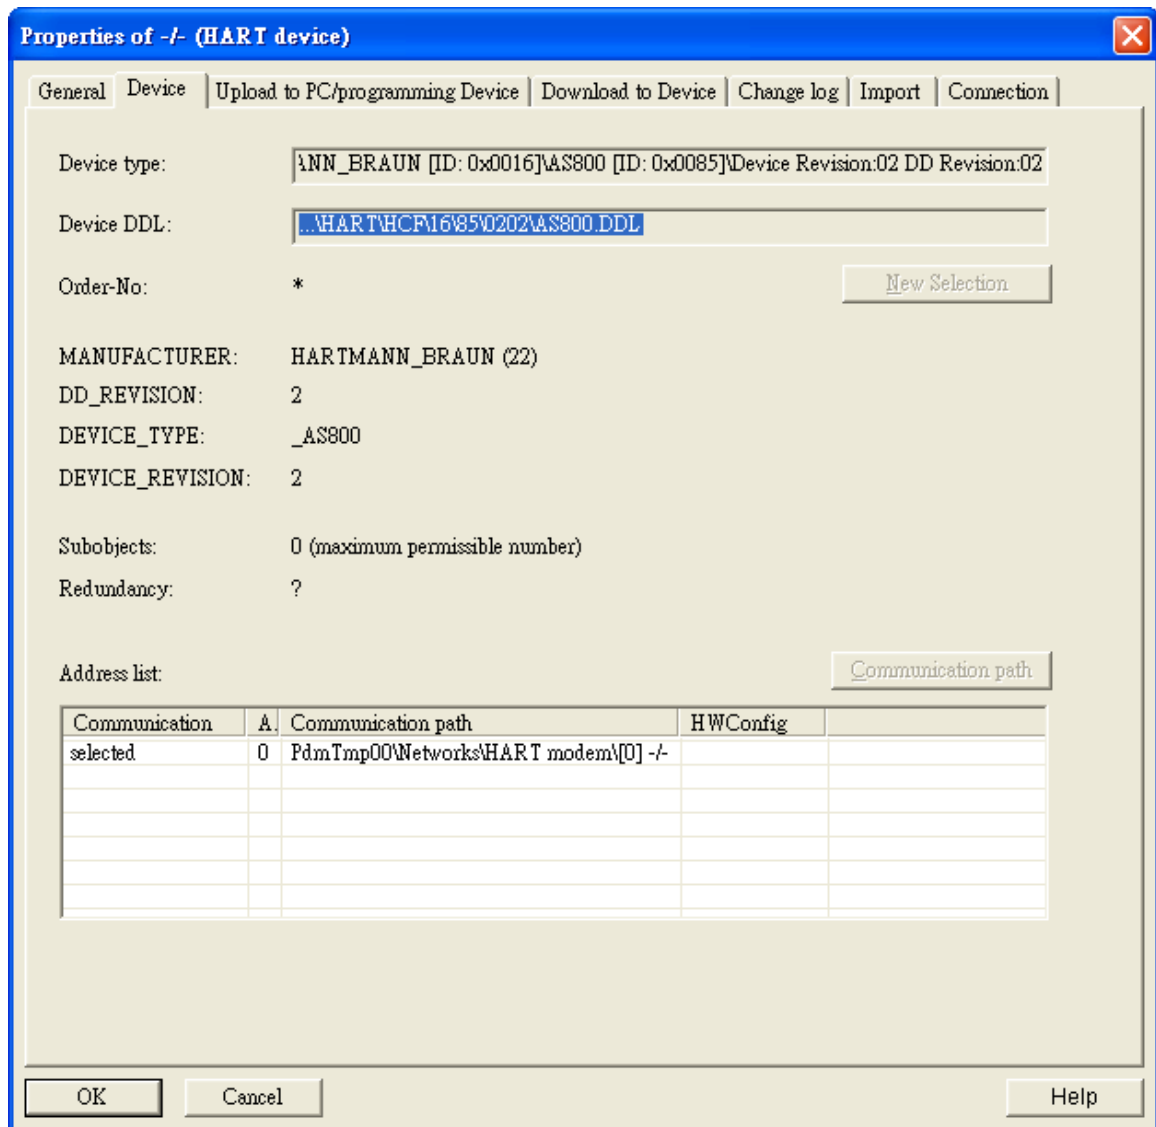 Properties of -/- (HART device)
General Device Upload to PC/programming Device Download to Device Change log Import Connection
Device type: \NN_BRAUN [ID: 0x0016]\AS800 [ID: 0x0085]\Device Revision:02 DD Revision:02
Device DDL: ...\HART\HCF\16\85\0202\AS800.DDL
Order-No: * New Selection
MANUFACTURER: HARTMANN_BRAUN (22)
DD_REVISION: 2
DEVICE_TYPE: _AS800
DEVICE_REVISION: 2
Subobjects: 0 (maximum permissible number)
Redundancy: ?
Address list: Communication path
Communication A. Communication path HWConfig
selected 0 PdmTmp00\Networks\HART modem\[0] -/-
OK Cancel Help